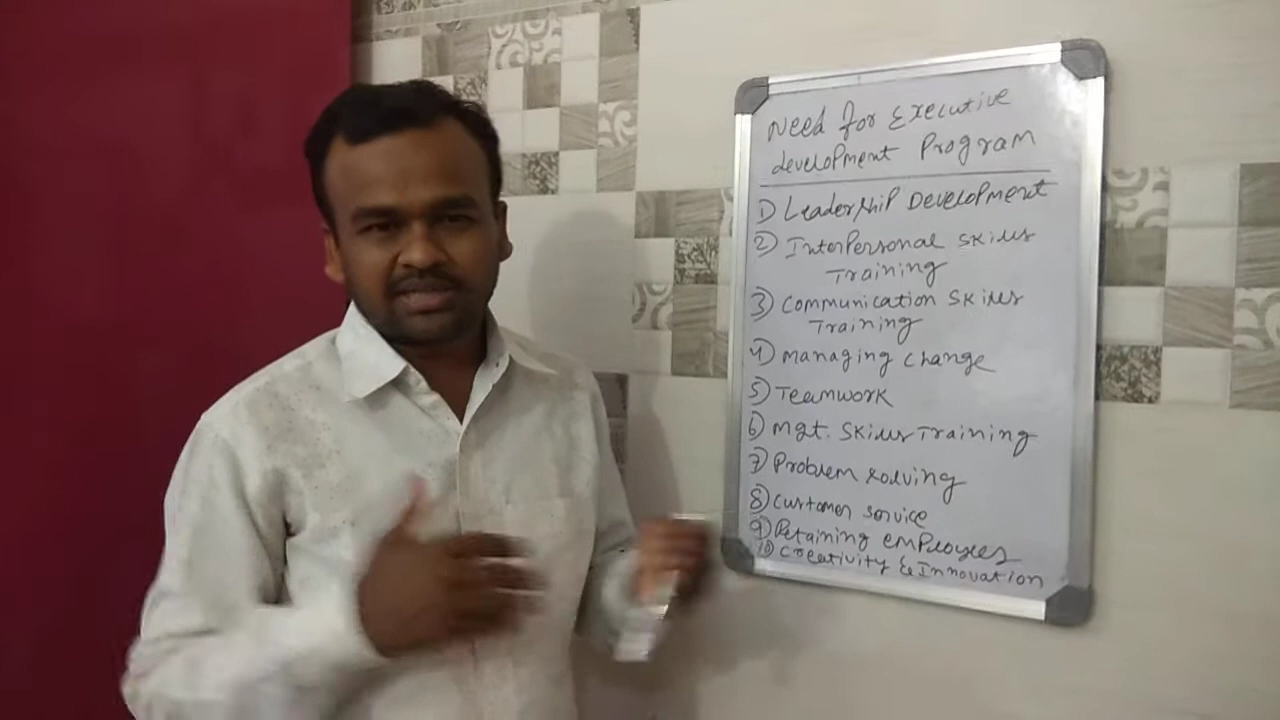 Need for Executive
development Program
1) Leadership Development
2) Interpersonal skills
Training
3) Communication skills
Training
4) Managing change
5) Teamwork
6) Mgt. skills Training
7) Problem solving
8) Customer service
9) Retaining employees
10) Creativity & Innovation